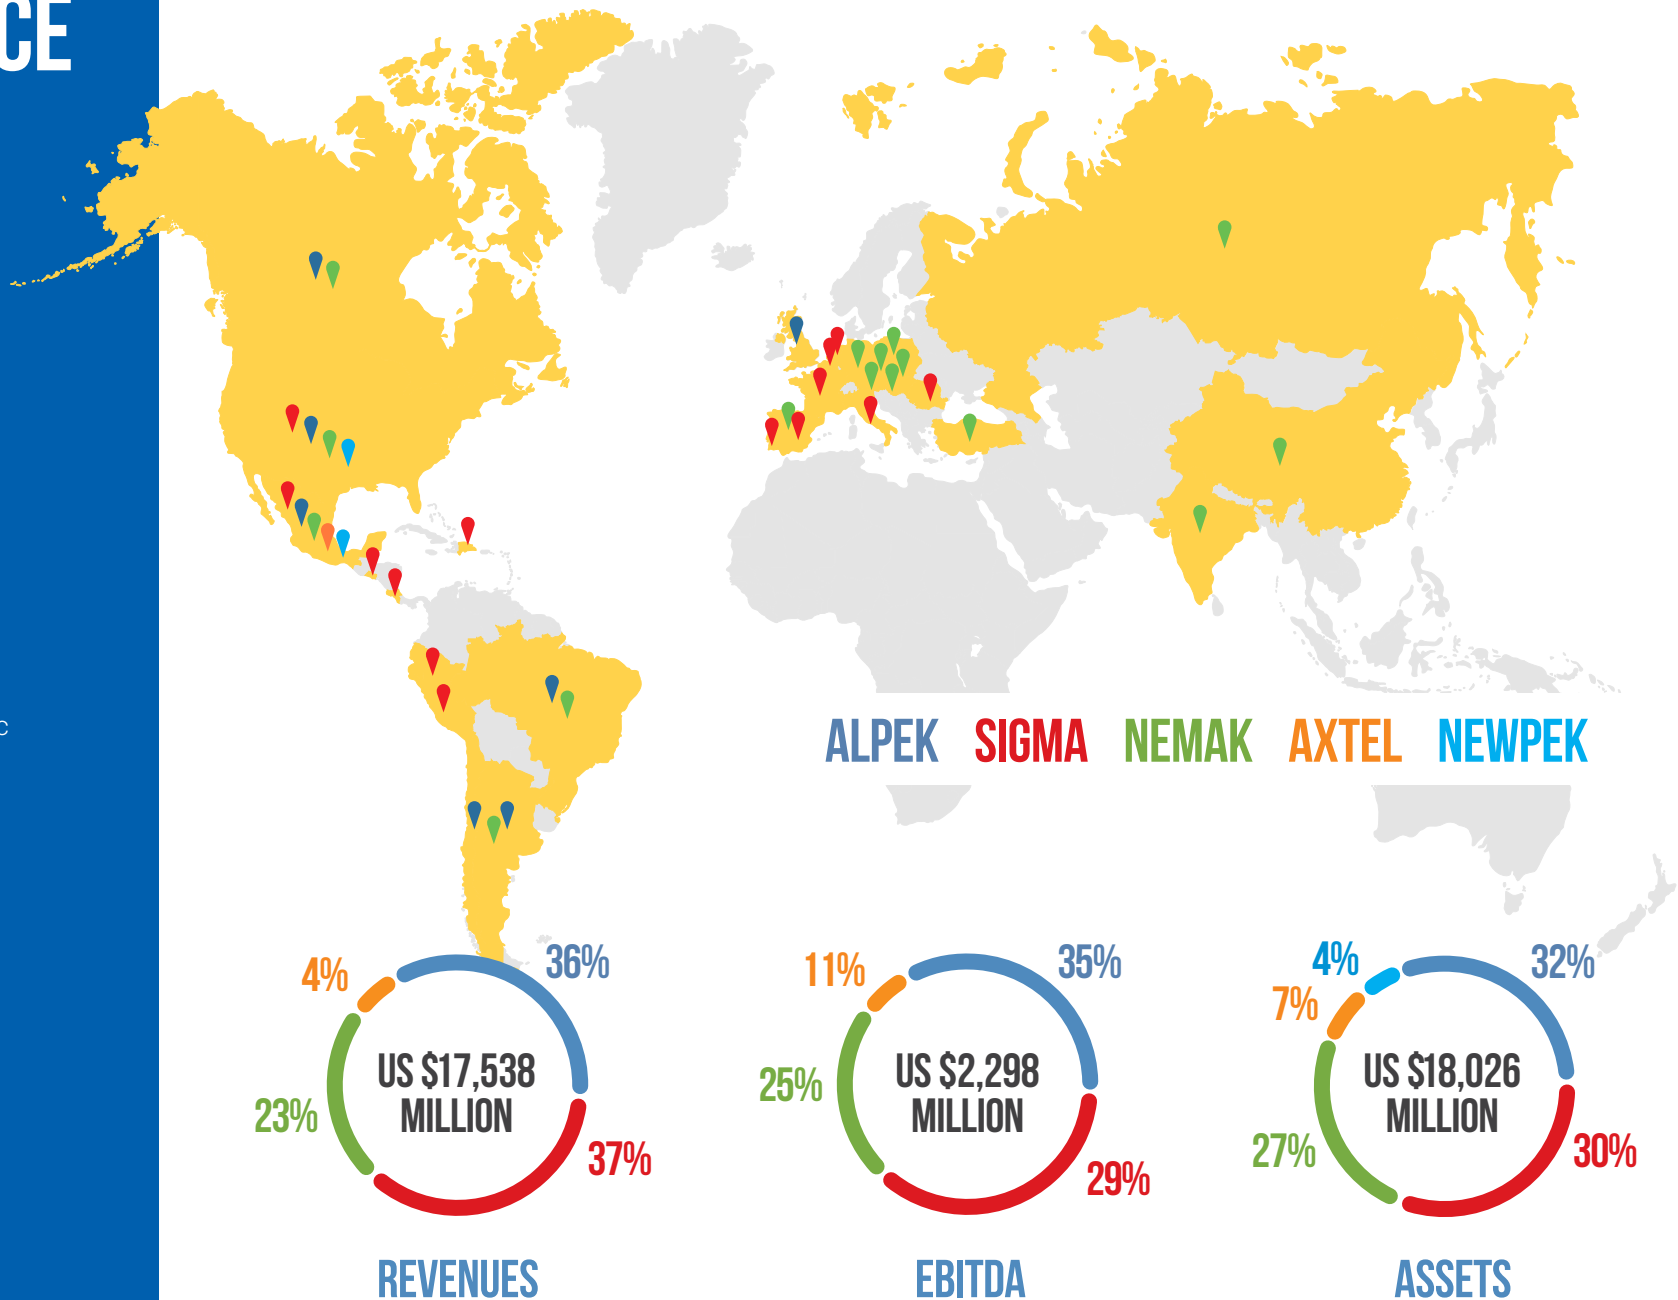 CE
C
ALPEK SIGMA NEMAK AXTEL NEWPEK
4%
36%
23%
37%
US $17,538
MILLION
REVENUES
11%
35%
25%
29%
US $2,298
MILLION
EBITDA
4%
32%
7%
27%
30%
US $18,026
MILLION
ASSETS